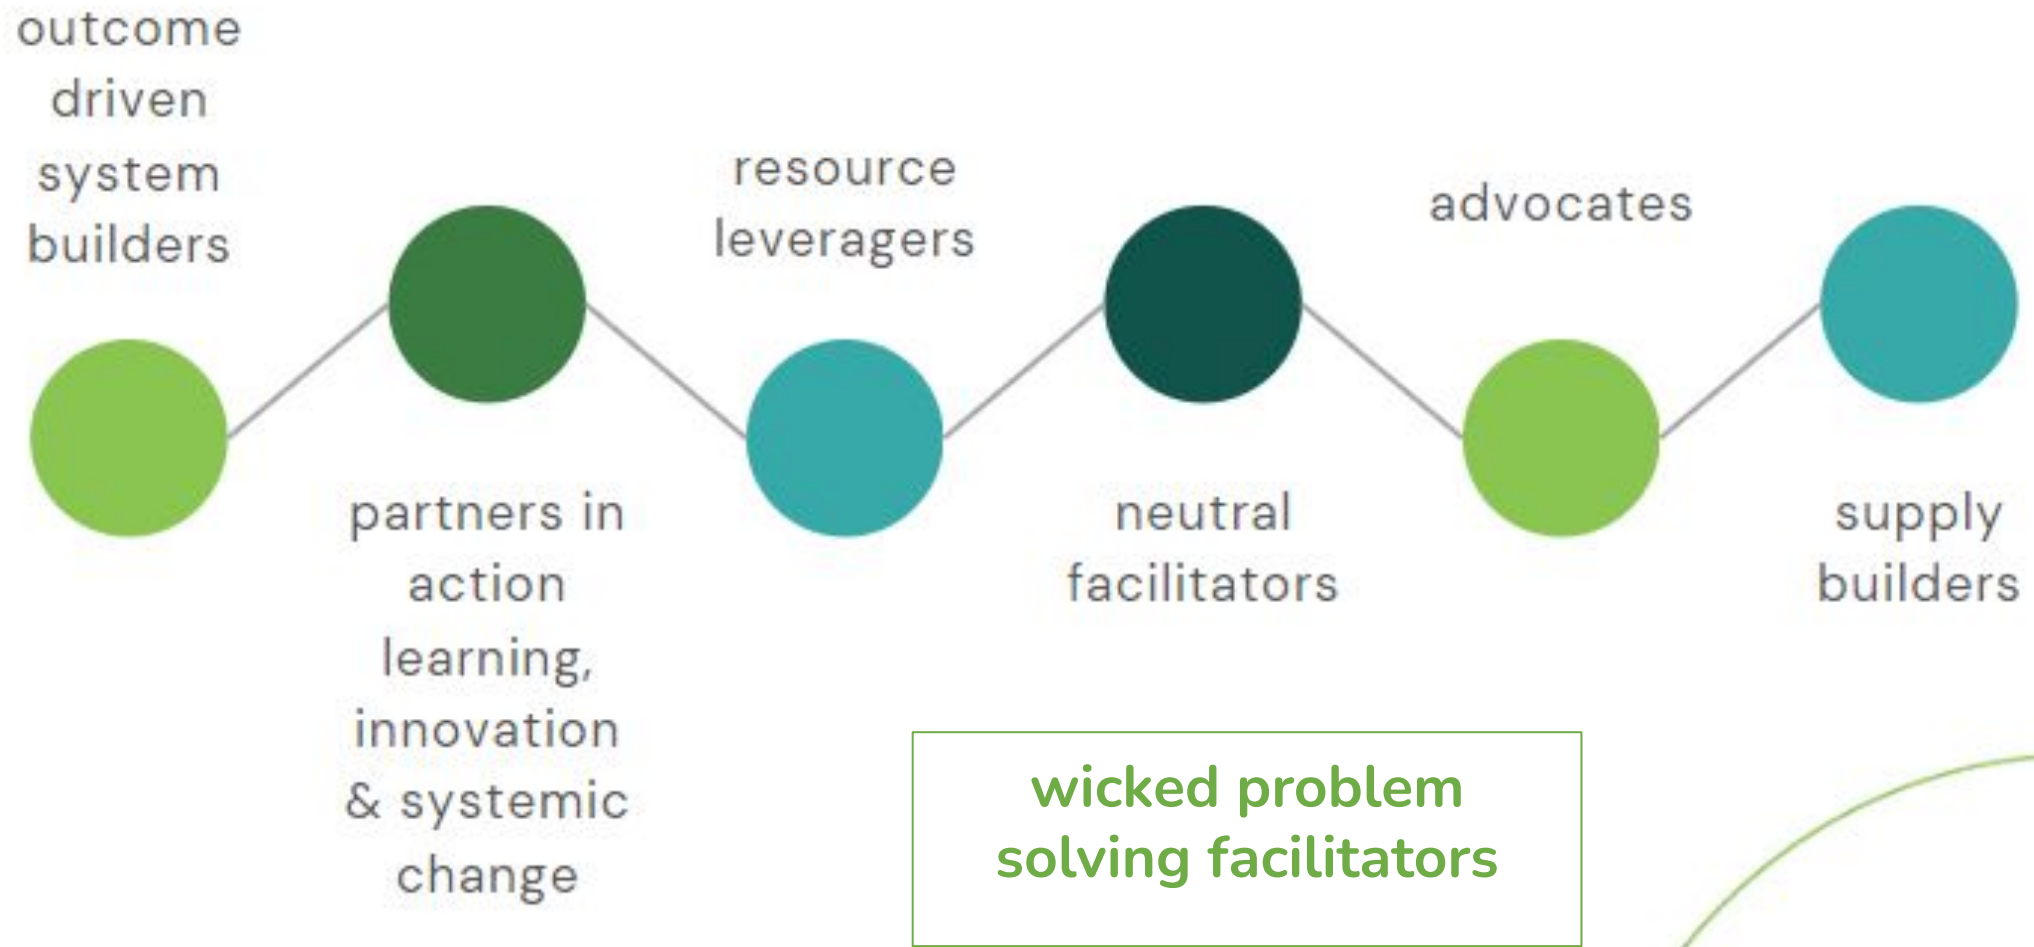 outcome
driven
system
builders
partners in
action
learning,
innovation
& systemic
change
resource
leveragers
neutral
facilitators
advocates
supply
builders
wicked problem
solving facilitators